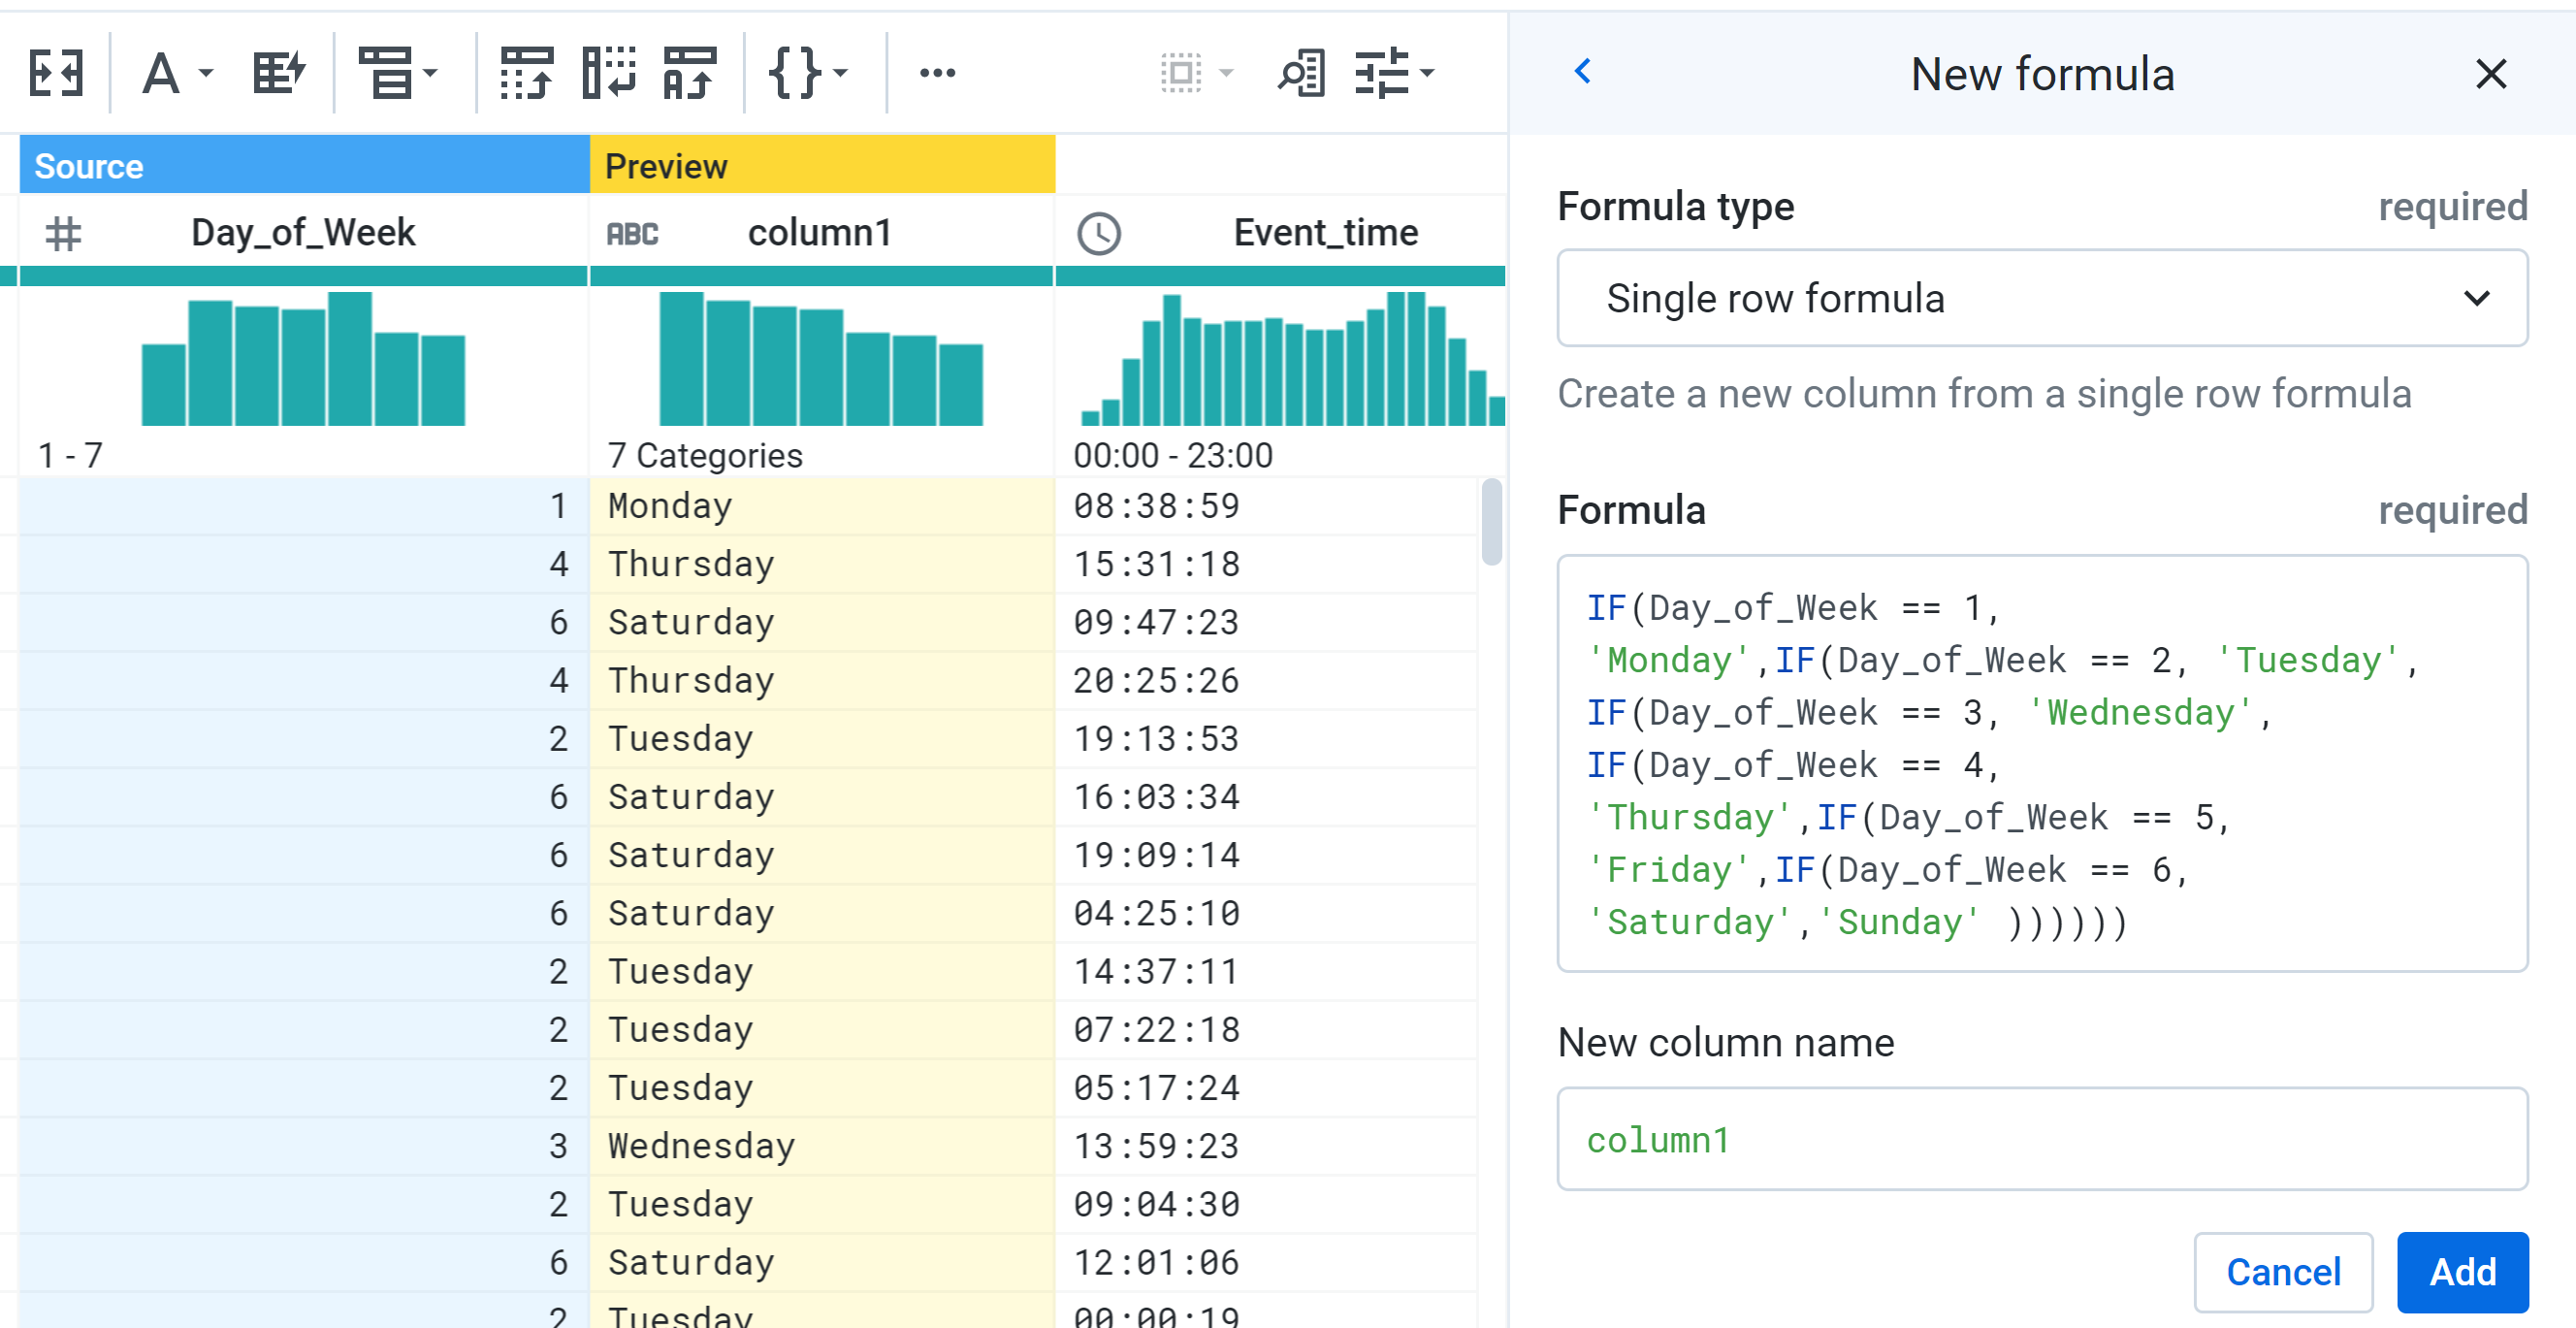 A {} ...
New formula
Source Preview
# Day_of_Week ABC column1 Event_time
1 - 7 7 Categories 00:00 - 23:00
1 Monday 08:38:59
4 Thursday 15:31:18
6 Saturday 09:47:23
4 Thursday 20:25:26
2 Tuesday 19:13:53
6 Saturday 16:03:34
6 Saturday 19:09:14
6 Saturday 04:25:10
2 Tuesday 14:37:11
2 Tuesday 07:22:18
2 Tuesday 05:17:24
3 Wednesday 13:59:23
2 Tuesday 09:04:30
6 Saturday 12:01:06
2 Tuesday 00:00:19
Formula type required
Single row formula
Create a new column from a single row formula
Formula required
IF(Day_of_Week == 1,
'Monday',IF(Day_of_Week == 2, 'Tuesday',
IF(Day_of_Week == 3, 'Wednesday',
IF(Day_of_Week == 4,
'Thursday',IF(Day_of_Week == 5,
'Friday',IF(Day_of_Week == 6,
'Saturday','Sunday' ))))))
New column name
column1
Cancel Add